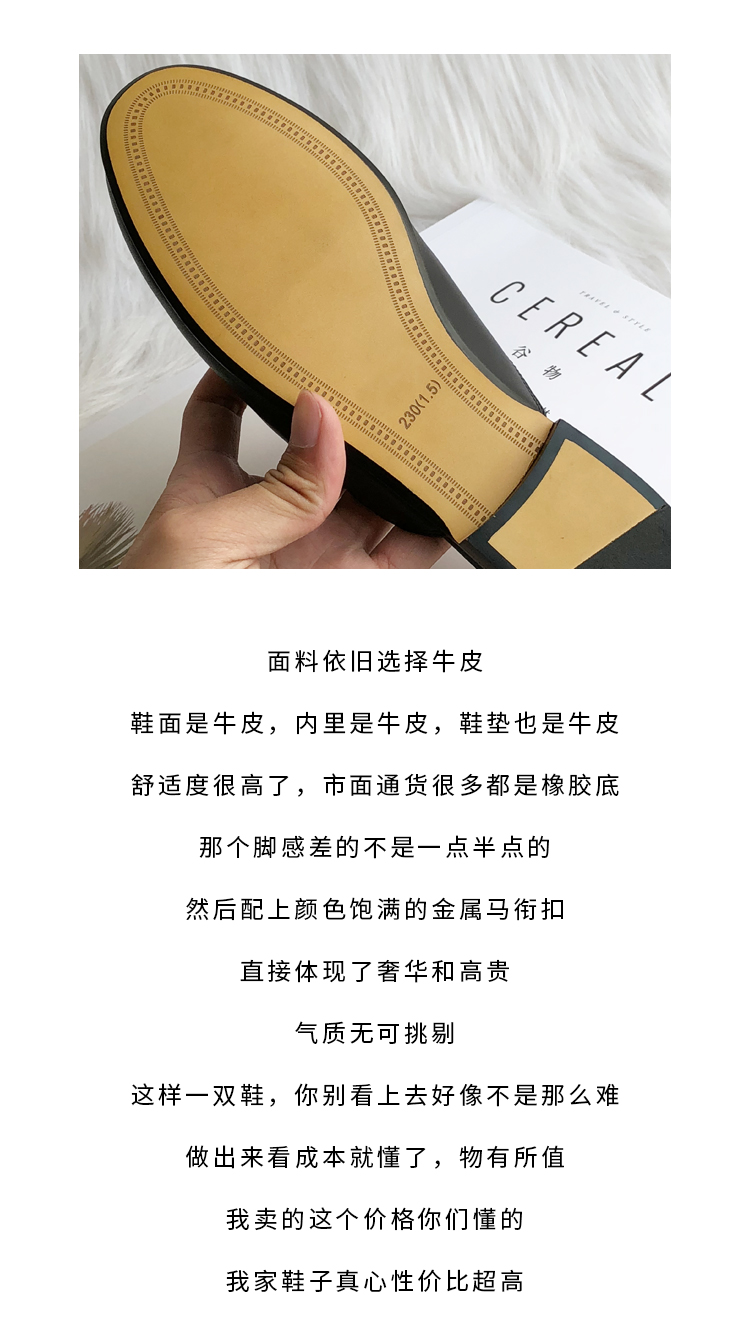 TRAVEL & STYLE
CEREAL
谷物
230(1.5)
面料依旧选择牛皮
鞋面是牛皮，内里是牛皮，鞋垫也是牛皮
舒适度很高了，市面通货很多都是橡胶底
那个脚感差的不是一点半点的
然后配上颜色饱满的金属马衔扣
直接体现了奢华和高贵
气质无可挑剔
这样一双鞋，你别看上去好像不是那么难
做出来看成本就懂了，物有所值
我卖的这个价格你们懂的
我家鞋子真心性价比超高